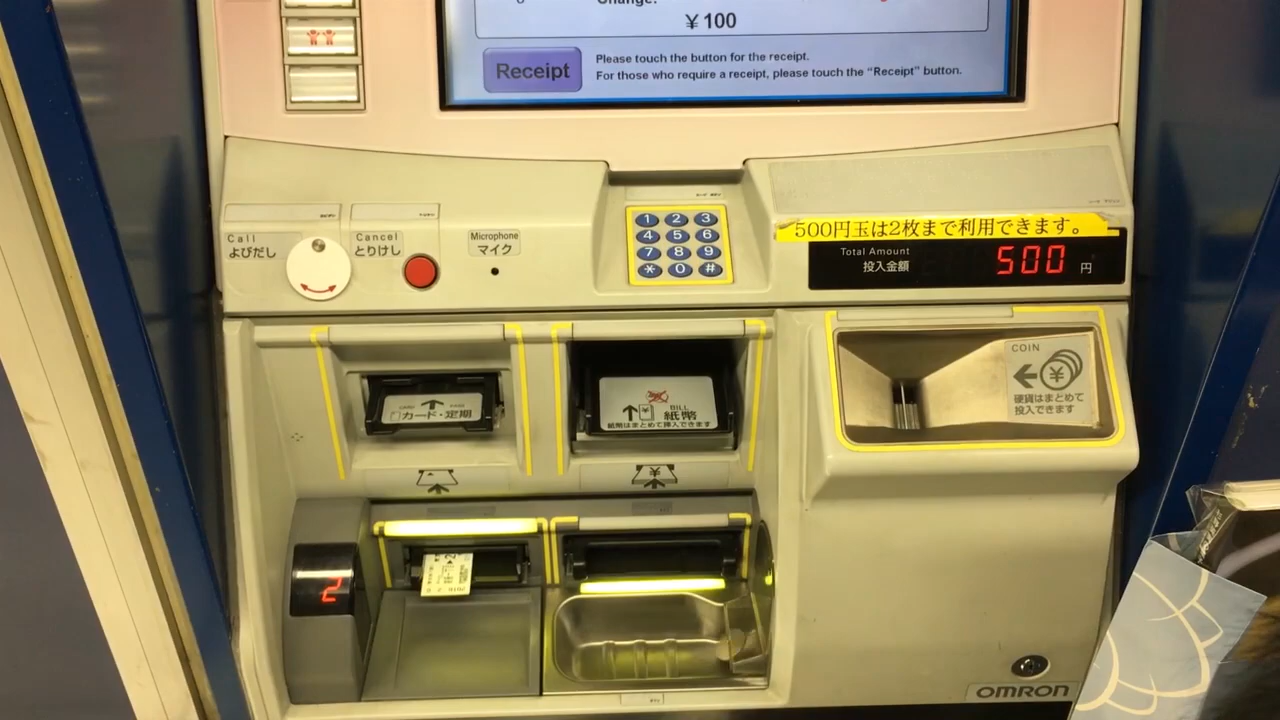 Change:
¥100
Receipt
Please touch the button for the receipt.
For those who require a receipt, please touch the "Receipt" button.
Call
よびだし
Cancel
とりけし
Microphone
マイク
1 2 3
4 5 6
7 8 9
* 0 #
500円玉は2枚まで利用できます。
Total Amount
投入金額
500 円
カード・定期
BILL
紙幣
紙幣はまとめて挿入できます
COIN
硬貨はまとめて
投入できます
2
OMRON